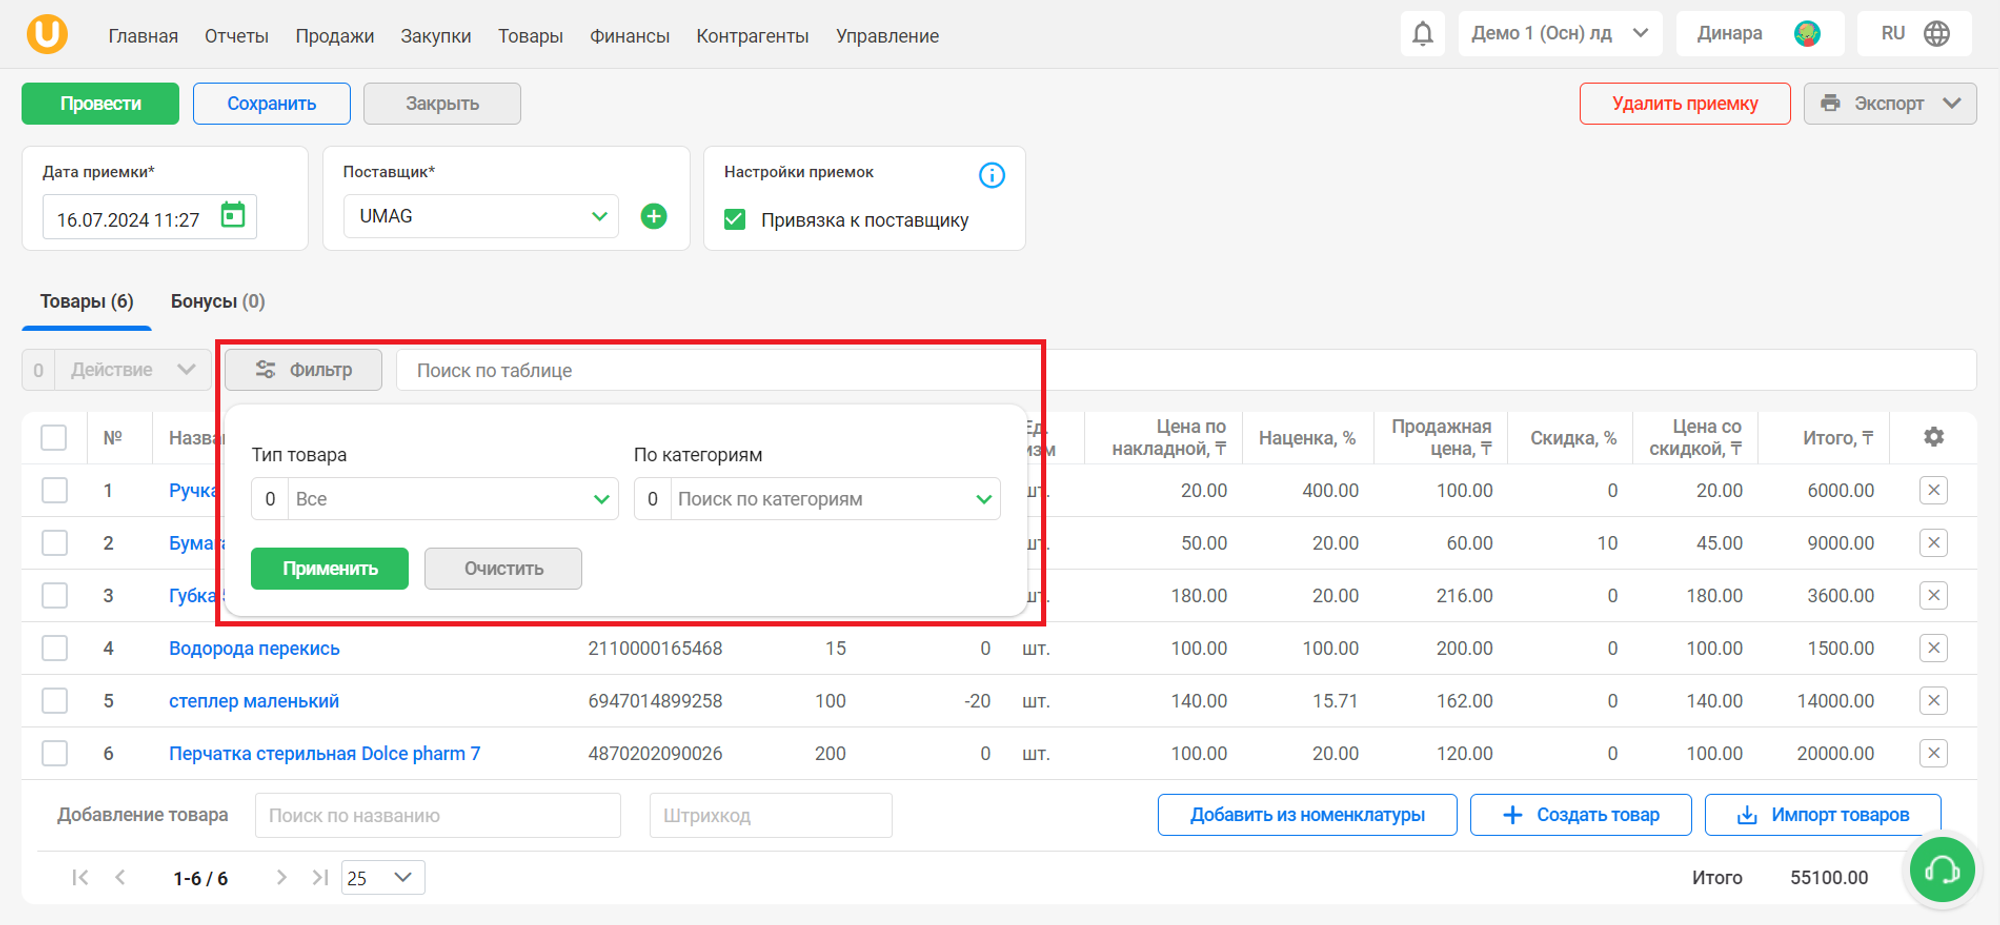 U
Главная Отчеты Продажи Закупки Товары Финансы Контрагенты Управление Демо 1 (Осн) лд Динара RU
Провести Сохранить Закрыть Удалить приемку Экспорт
Дата приемки* Поставщик* Настройки приемок
16.07.2024 11:27 UMAG Привязка к поставщику
Товары (6) Бонусы (0)
0 Действие Фильтр Поиск по таблице
№ Цена по накладной, ₸ Наценка, % Продажная цена, ₸ Скидка, % Цена со скидкой, ₸ Итого, ₸
Тип товара По категориям
0 Все 0 Поиск по категориям
Применить Очистить
1 Ручка шт. 20.00 400.00 100.00 0 20.00 6000.00
2 шт. 50.00 20.00 60.00 10 45.00 9000.00
3 Губка шт. 180.00 20.00 216.00 0 180.00 3600.00
4 Водорода перекись 2110000165468 15 0 шт. 100.00 100.00 200.00 0 100.00 1500.00
5 степлер маленький 6947014899258 100 -20 шт. 140.00 15.71 162.00 0 140.00 14000.00
6 Перчатка стерильная Dolce pharm 7 4870202090026 200 0 шт. 100.00 20.00 120.00 0 100.00 20000.00
Добавление товара Поиск по названию Штрихкод Добавить из номенклатуры Создать товар Импорт товаров
1-6 / 6 25 Итого 55100.00